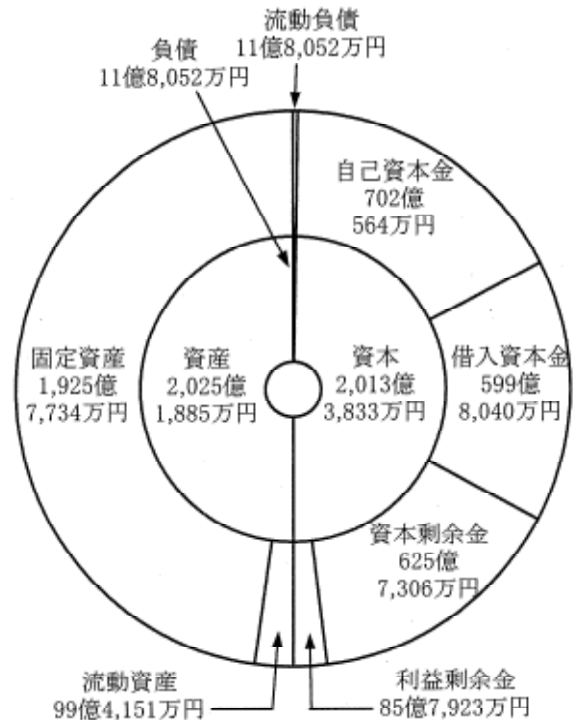 流動負債
11億8,052万円
負債
11億8,052万円
自己資本金
702億
564万円
固定資産
1,925億
7,734万円
資産
2,025億
1,885万円
資本
2,013億
3,833万円
借入資本金
599億
8,040万円
資本剰余金
625億
7,306万円
流動資産
99億4,151万円
利益剰余金
85億7,923万円